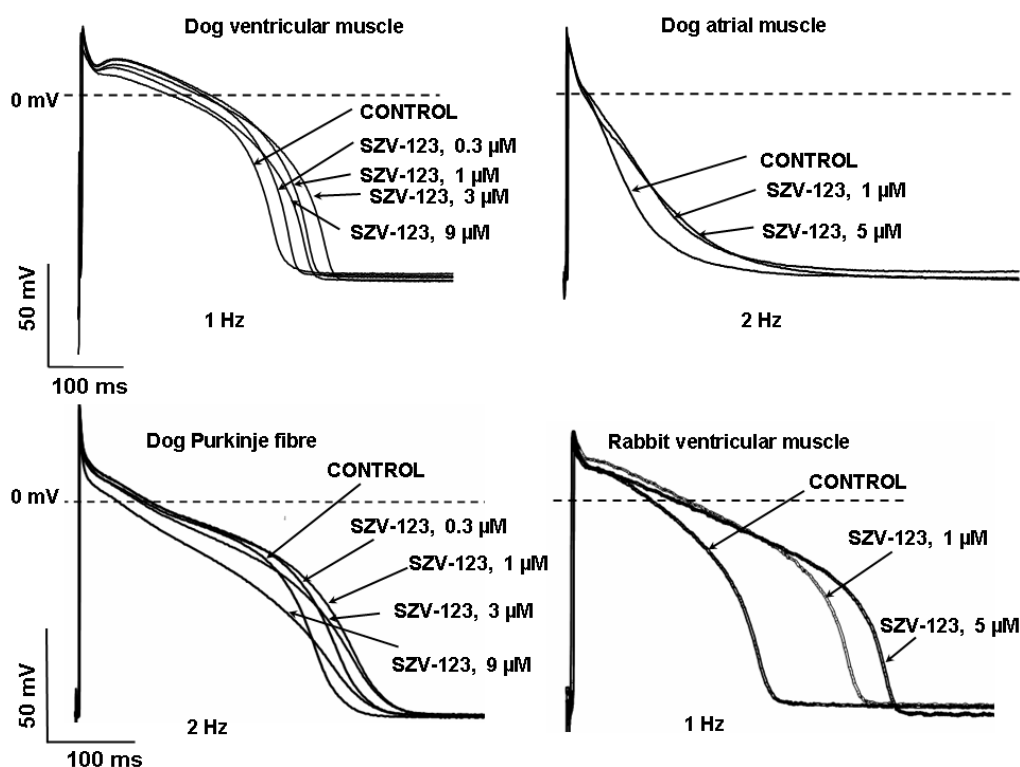 Dog ventricular muscle
0 mV
CONTROL
SZV-123, 0.3 µM
SZV-123, 1 µM
SZV-123, 3 µM
SZV-123, 9 µM
50 mV
1 Hz
100 ms
Dog atrial muscle
CONTROL
SZV-123, 1 µM
SZV-123, 5 µM
2 Hz
Dog Purkinje fibre
CONTROL
0 mV
SZV-123, 0.3 µM
SZV-123, 1 µM
SZV-123, 3 µM
SZV-123, 9 µM
50 mV
2 Hz
100 ms
Rabbit ventricular muscle
CONTROL
SZV-123, 1 µM
SZV-123, 5 µM
1 Hz